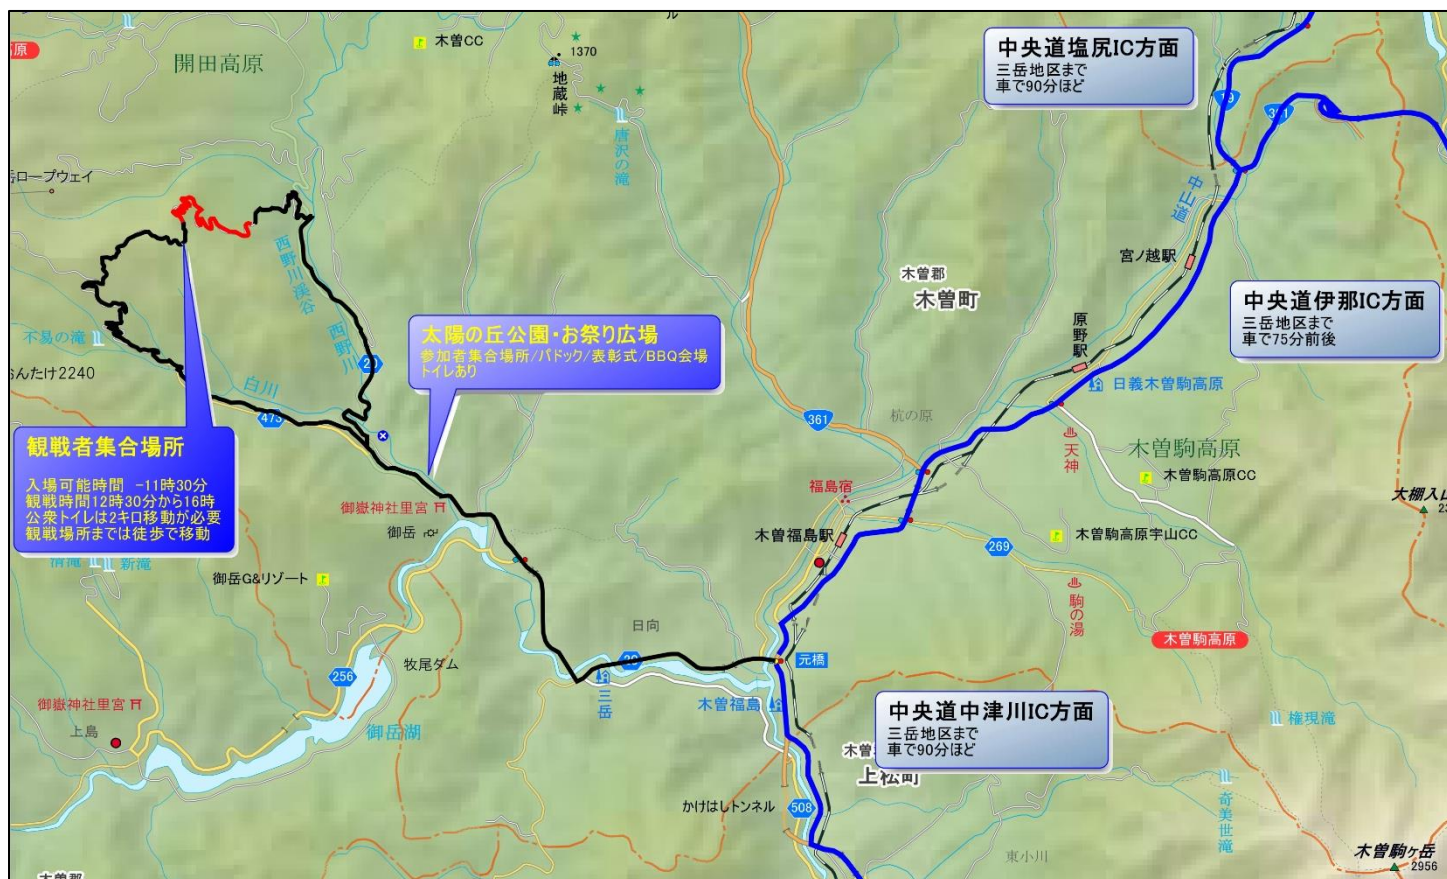 木曽CC
開田高原
1370
地蔵峠
唐沢の滝
中央道塩尻IC方面
三岳地区まで
車で90分ほど
19
361
中山道
ロープウェイ
宮ノ越駅
木曽郡
木曽町
西野川渓谷
西野川
20
不易の滝
おんたけ2240
白川
473
太陽の丘公園・お祭り広場
参加者集合場所/パドック/表彰式/BBQ会場
トイレあり
中央道伊那IC方面
三岳地区まで
車で75分前後
原野駅
日義木曽駒高原
杭の原
361
天神
木曽駒高原
木曽駒高原CC
観戦者集合場所
入場可能時間 -11時30分
観戦時間12時30分から16時
公衆トイレは2キロ移動が必要
観戦場所までは徒歩で移動
清滝
新滝
御嶽神社里宮
御岳
福島宿
木曽福島駅
269
木曽駒高原宇山CC
大棚入山
御岳G&リゾート
駒の湯
木曽駒高原
日向
20
元橋
三岳
牧尾ダム
256
木曽福島
御嶽神社里宮
上島
御岳湖
中央道中津川IC方面
三岳地区まで
車で90分ほど
上松町
権現滝
かけはしトンネル
508
奇美世滝
東小川
木曽駒ヶ岳
2956
木曽郡